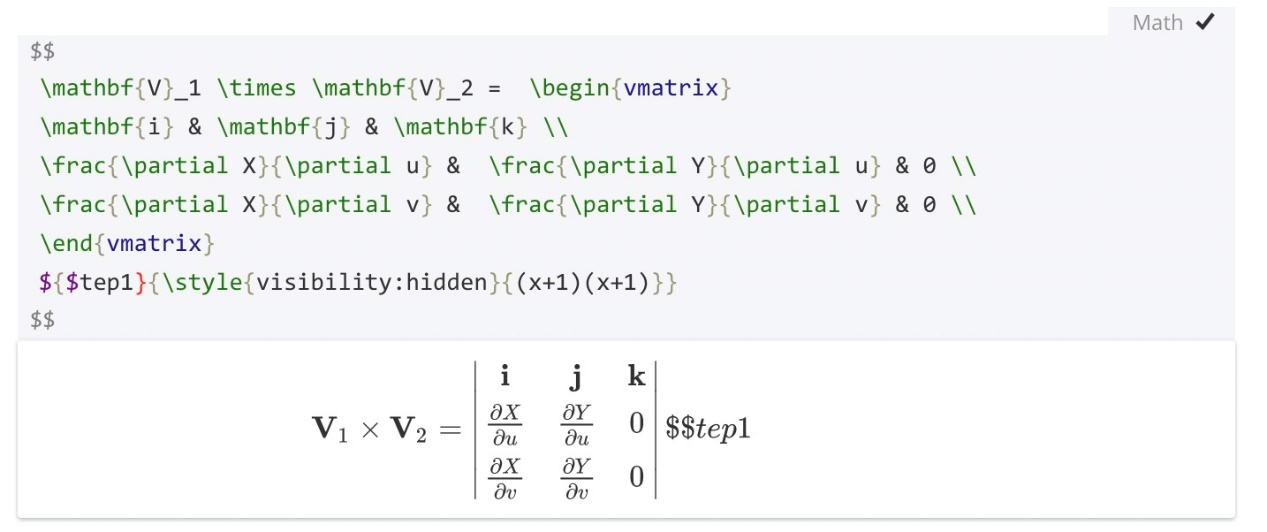 Math ✔
$$
\mathbf{V}_1 \times \mathbf{V}_2 =  \begin{vmatrix}
\mathbf{i} & \mathbf{j} & \mathbf{k} \\
\frac{\partial X}{\partial u} &  \frac{\partial Y}{\partial u} & 0 \\
\frac{\partial X}{\partial v} &  \frac{\partial Y}{\partial v} & 0 \\
\end{vmatrix}
${$tep1}{\style{visibility:hidden}{(x+1)(x+1)}}
$$
i j k
∂X/∂u ∂Y/∂u 0
V₁ × V₂ = $$tep1
∂X/∂v ∂Y/∂v 0